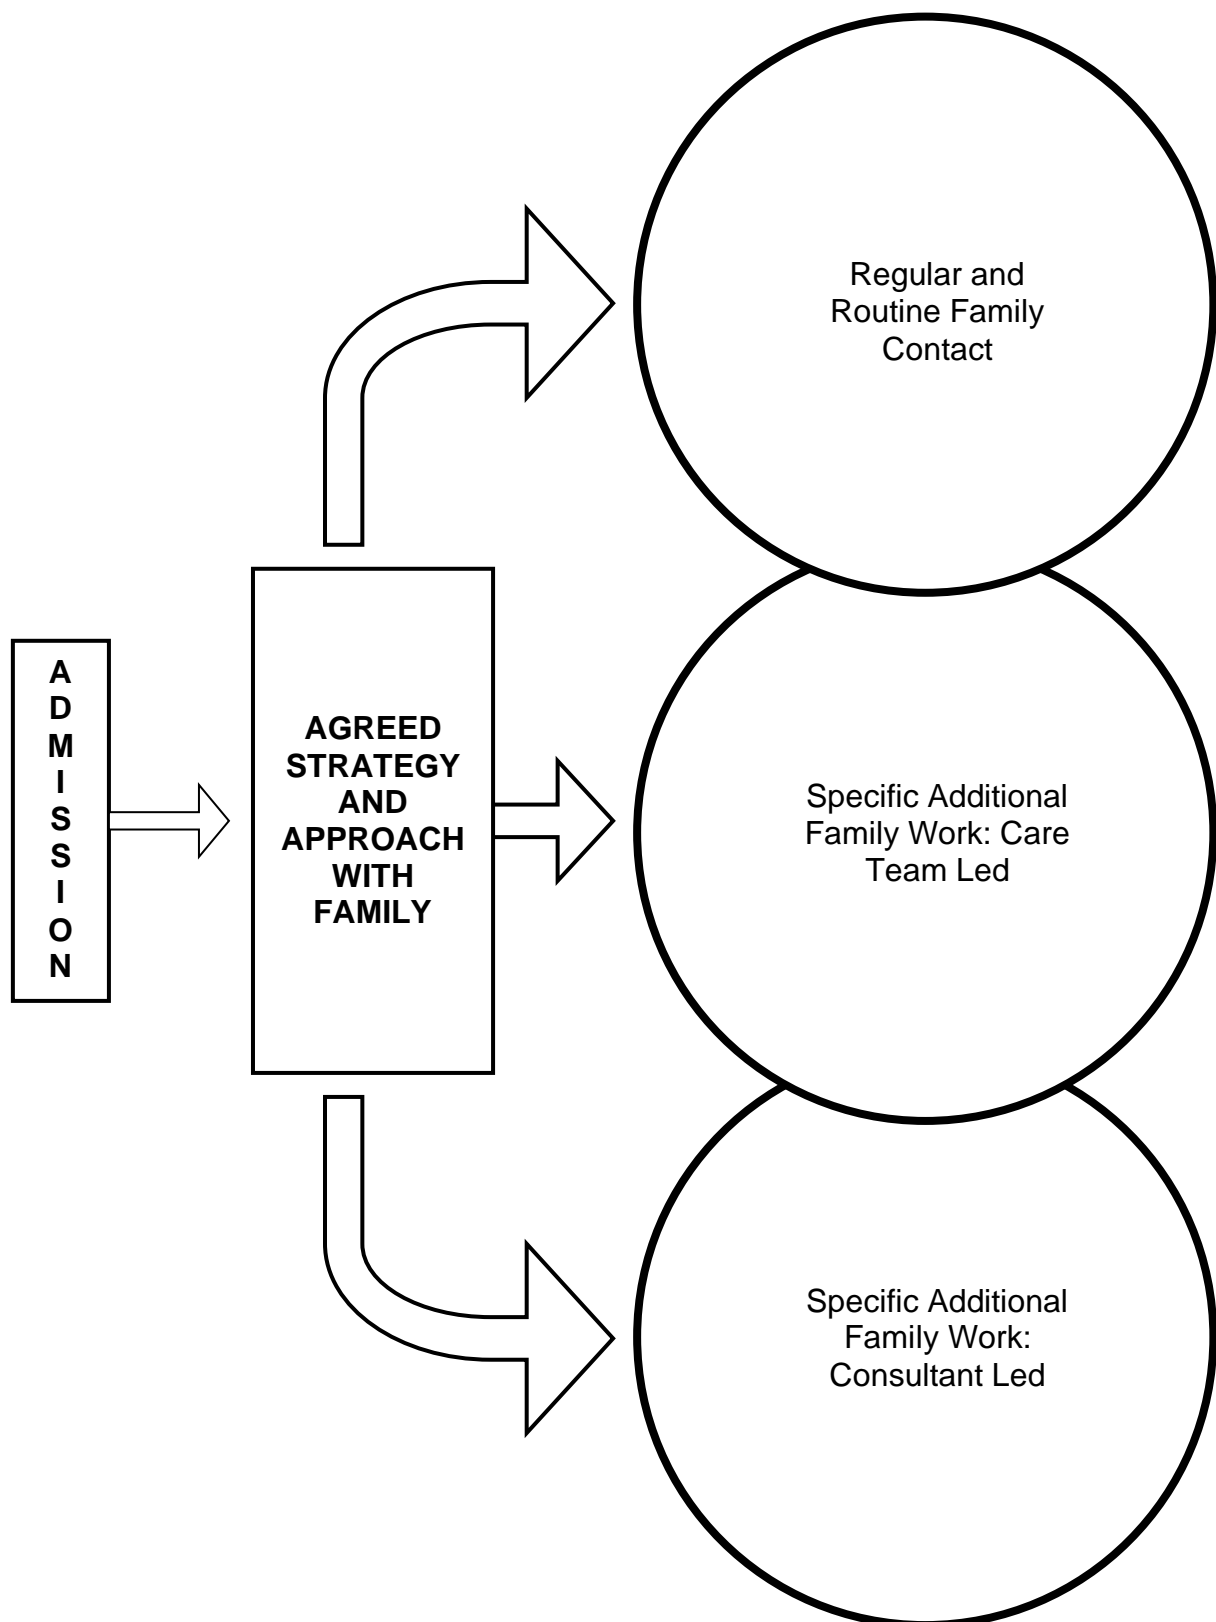 ADMISSION
AGREED
STRATEGY
AND
APPROACH
WITH
FAMILY
Regular and
Routine Family
Contact
Specific Additional
Family Work: Care
Team Led
Specific Additional
Family Work:
Consultant Led